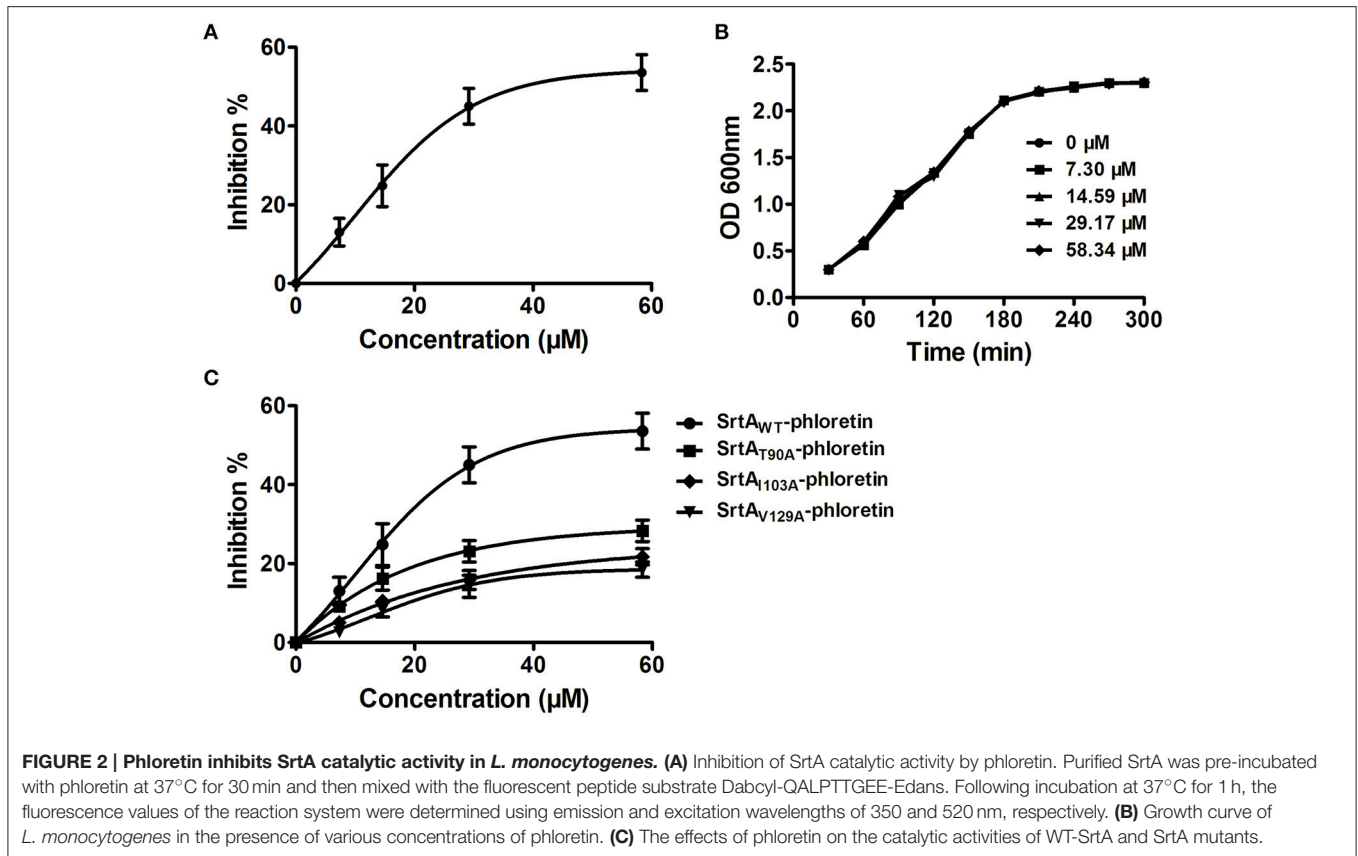 A
60
40
20
0
Inhibition %
0 20 40 60
Concentration (µM)
B
2.5
2.0
1.5
1.0
0.5
0.0
OD 600nm
0 60 120 180 240 300
Time (min)
0 µM
7.30 µM
14.59 µM
29.17 µM
58.34 µM
C
60
40
20
0
Inhibition %
0 20 40 60
Concentration (µM)
SrtAWT-phloretin
SrtAT90A-phloretin
SrtAI103A-phloretin
SrtAV129A-phloretin
FIGURE 2 | Phloretin inhibits SrtA catalytic activity in L. monocytogenes. (A) Inhibition of SrtA catalytic activity by phloretin. Purified SrtA was pre-incubated
with phloretin at 37°C for 30 min and then mixed with the fluorescent peptide substrate Dabcyl-QALPTTGEE-Edans. Following incubation at 37°C for 1 h, the
fluorescence values of the reaction system were determined using emission and excitation wavelengths of 350 and 520 nm, respectively. (B) Growth curve of
L. monocytogenes in the presence of various concentrations of phloretin. (C) The effects of phloretin on the catalytic activities of WT-SrtA and SrtA mutants.